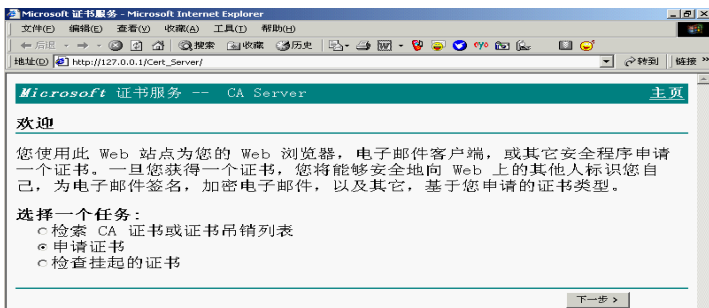 Microsoft 证书服务 - Microsoft Internet Explorer
文件(F) 编辑(E) 查看(V) 收藏(A) 工具(T) 帮助(H)
后退 搜索 收藏 历史
地址(D) http://127.0.0.1/Cert_Server/ 转到 链接 »
Microsoft 证书服务 -- CA Server 主页
欢迎
您使用此 Web 站点为您的 Web 浏览器，电子邮件客户端，或其它安全程序申请
一个证书。一旦您获得一个证书，您将能够安全地向 Web 上的其他人标识您自
己，为电子邮件签名，加密电子邮件，以及其它，基于您申请的证书类型。
选择一个任务:
检索 CA 证书或证书吊销列表
申请证书
检查挂起的证书
下一步 >